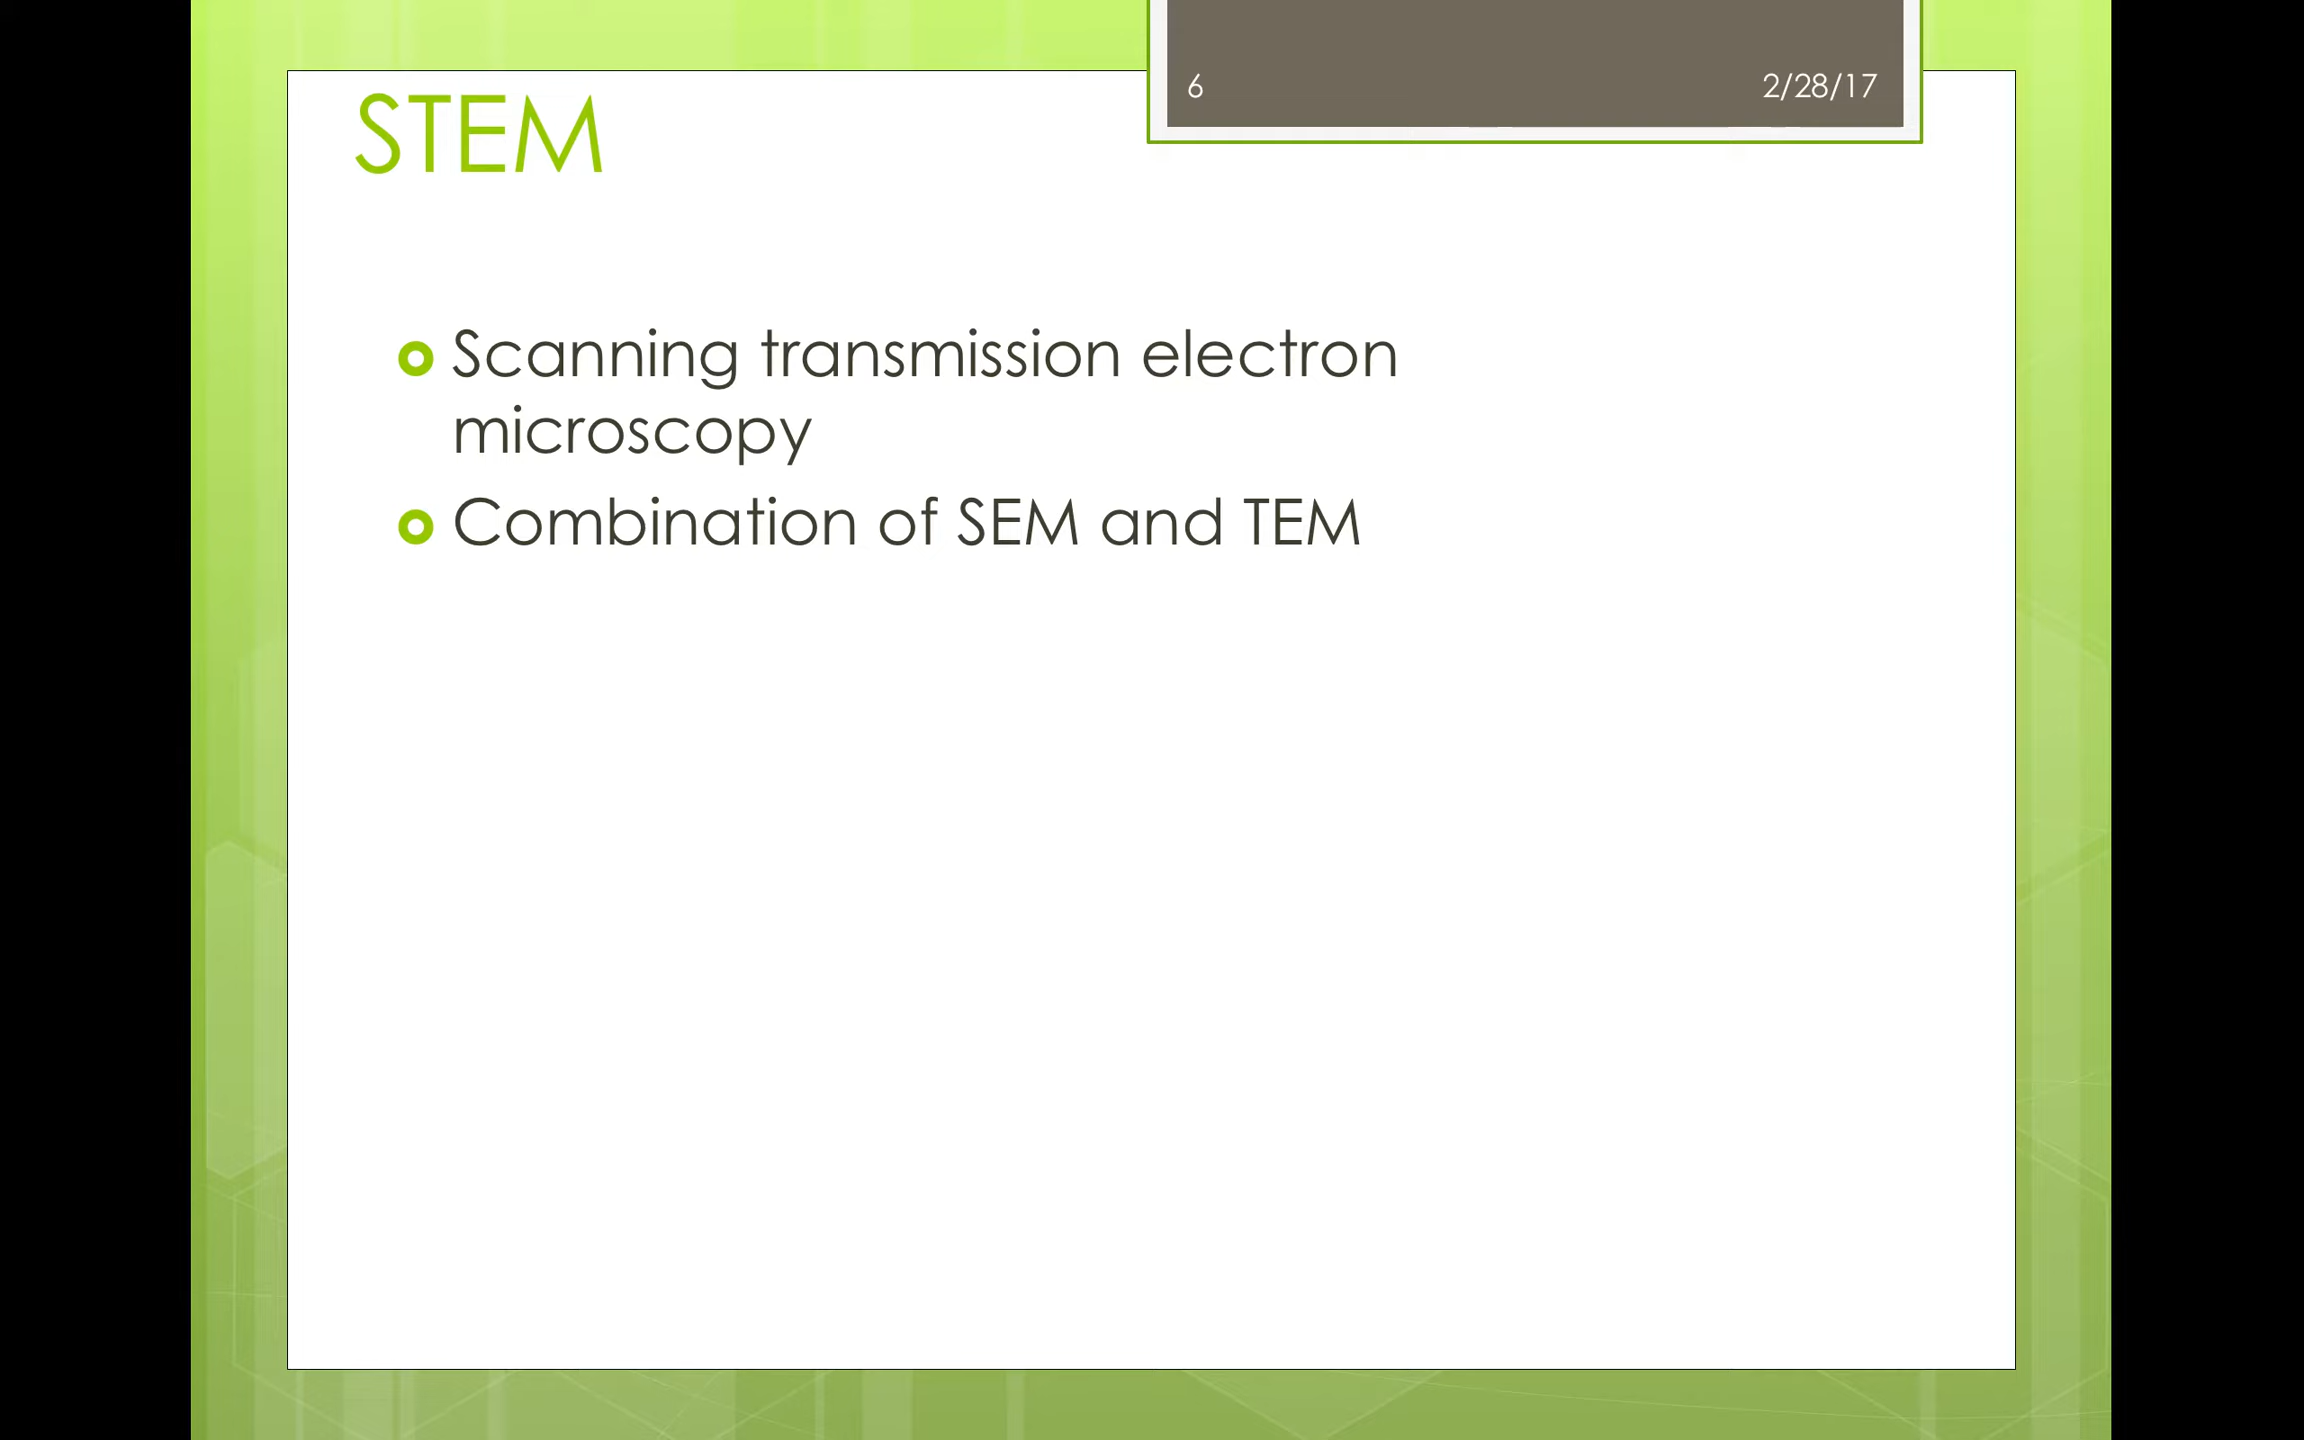 6
2/28/17
STEM
Scanning transmission electron
microscopy
Combination of SEM and TEM